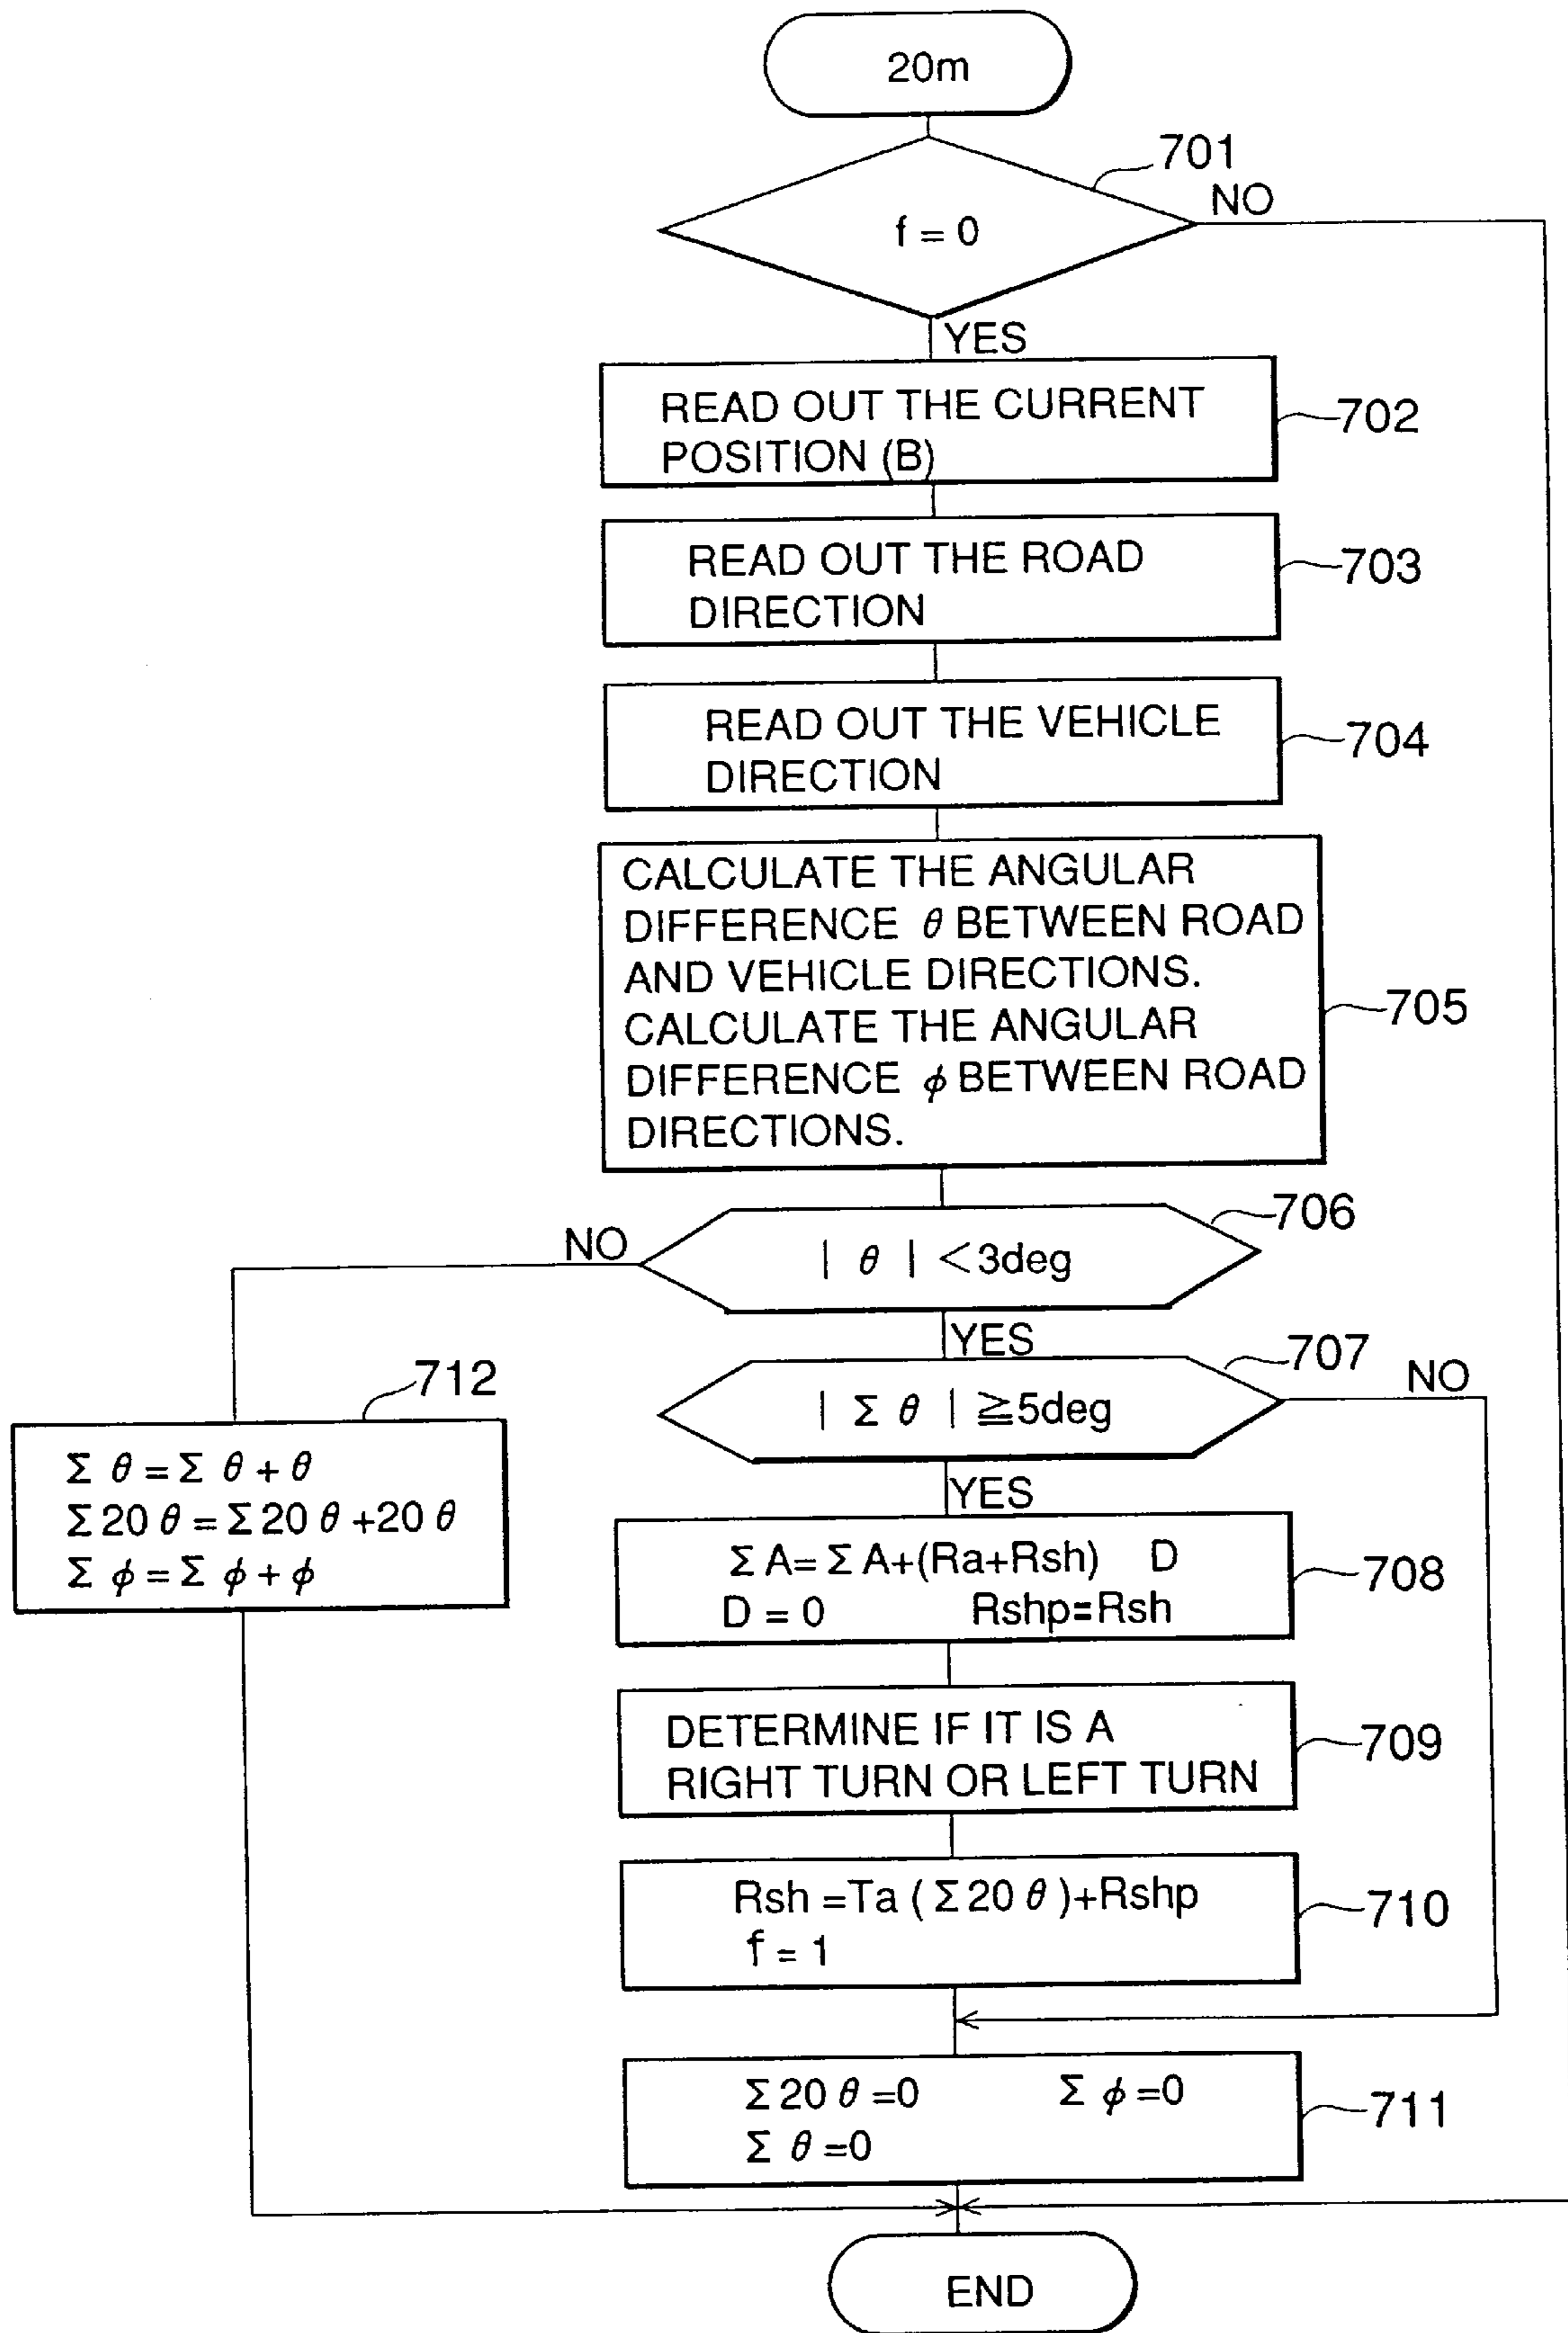 20m
701
NO
f = 0
YES
READ OUT THE CURRENT
POSITION (B)
702
READ OUT THE ROAD
DIRECTION
703
READ OUT THE VEHICLE
DIRECTION
704
CALCULATE THE ANGULAR
DIFFERENCE θ BETWEEN ROAD
AND VEHICLE DIRECTIONS.
CALCULATE THE ANGULAR
DIFFERENCE ϕ BETWEEN ROAD
DIRECTIONS.
705
706
NO
| θ | <3deg
YES
707
NO
| Σ θ | ≧5deg
YES
712
Σ θ = Σ θ + θ
Σ 20 θ = Σ 20 θ +20 θ
Σ ϕ = Σ ϕ + ϕ
Σ A= Σ A+(Ra+Rsh) D
D = 0 Rshp=Rsh
708
DETERMINE IF IT IS A
RIGHT TURN OR LEFT TURN
709
Rsh =Ta ( Σ 20 θ )+Rshp
f = 1
710
Σ 20 θ =0 Σ ϕ =0
Σ θ =0
711
END